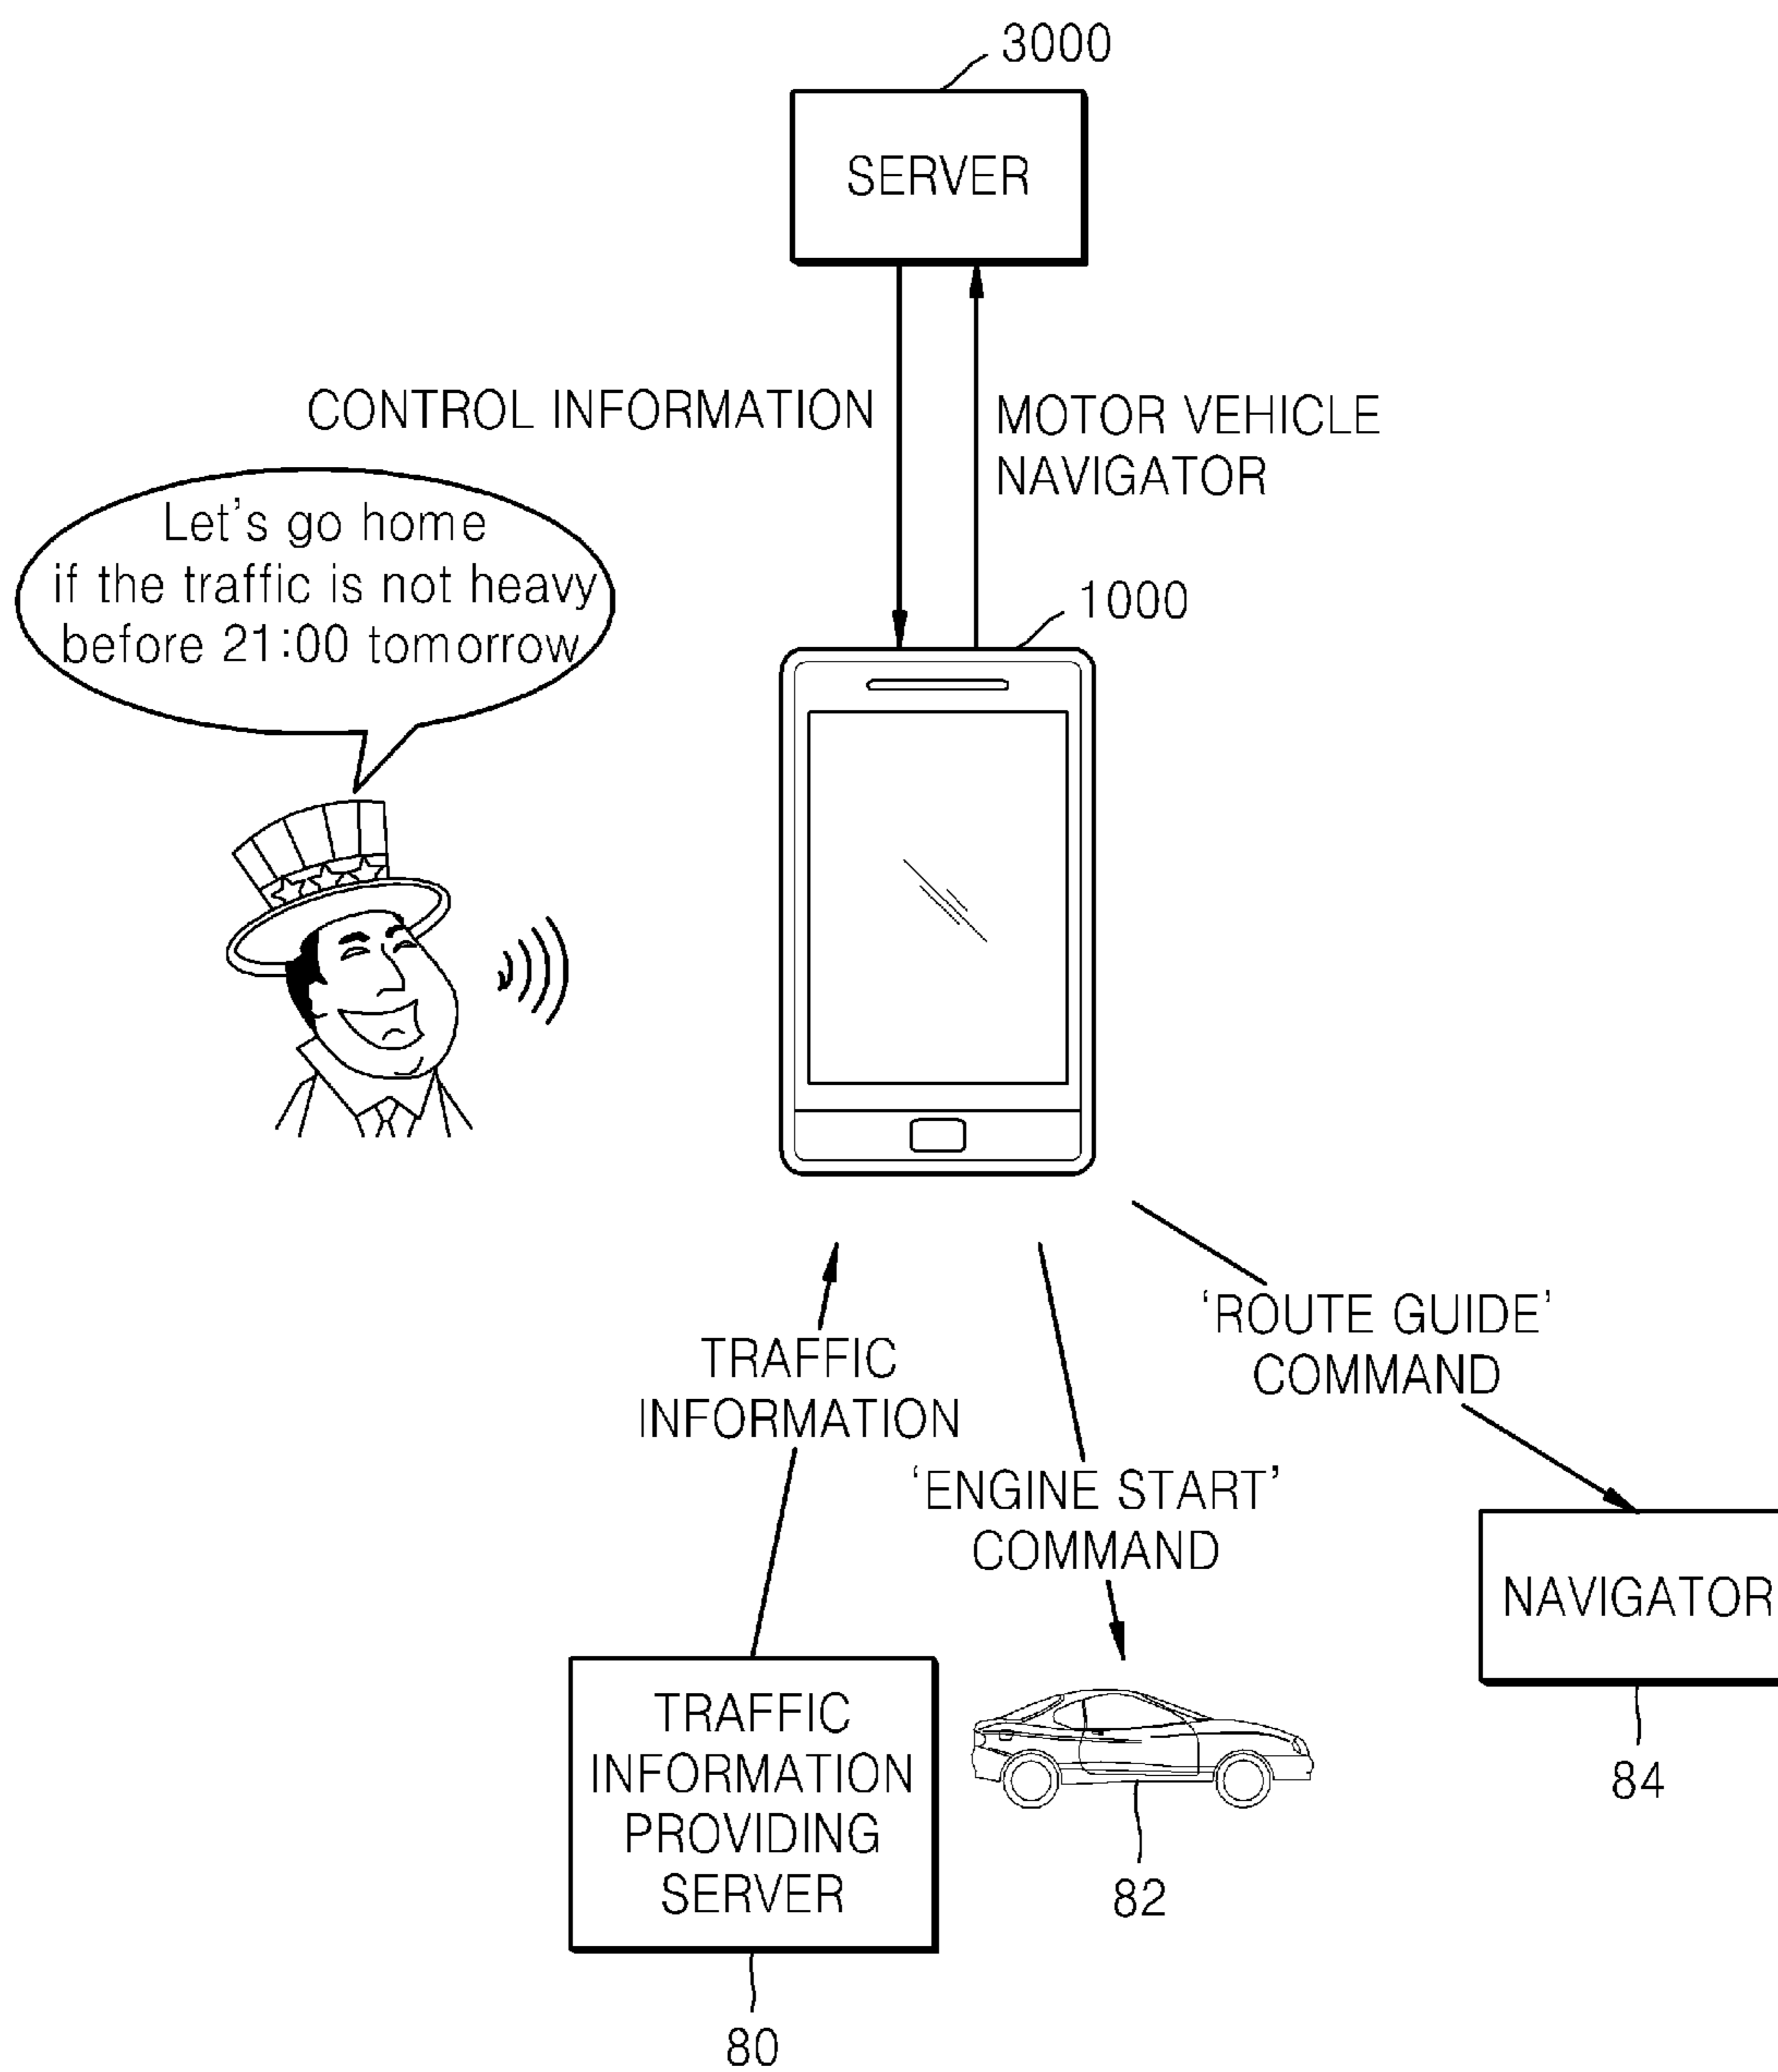 3000
SERVER
CONTROL INFORMATION
MOTOR VEHICLE
NAVIGATOR
Let's go home
if the traffic is not heavy
before 21:00 tomorrow
1000
'ROUTE GUIDE'
COMMAND
TRAFFIC
INFORMATION
'ENGINE START'
COMMAND
NAVIGATOR
84
TRAFFIC
INFORMATION
PROVIDING
SERVER
82
80